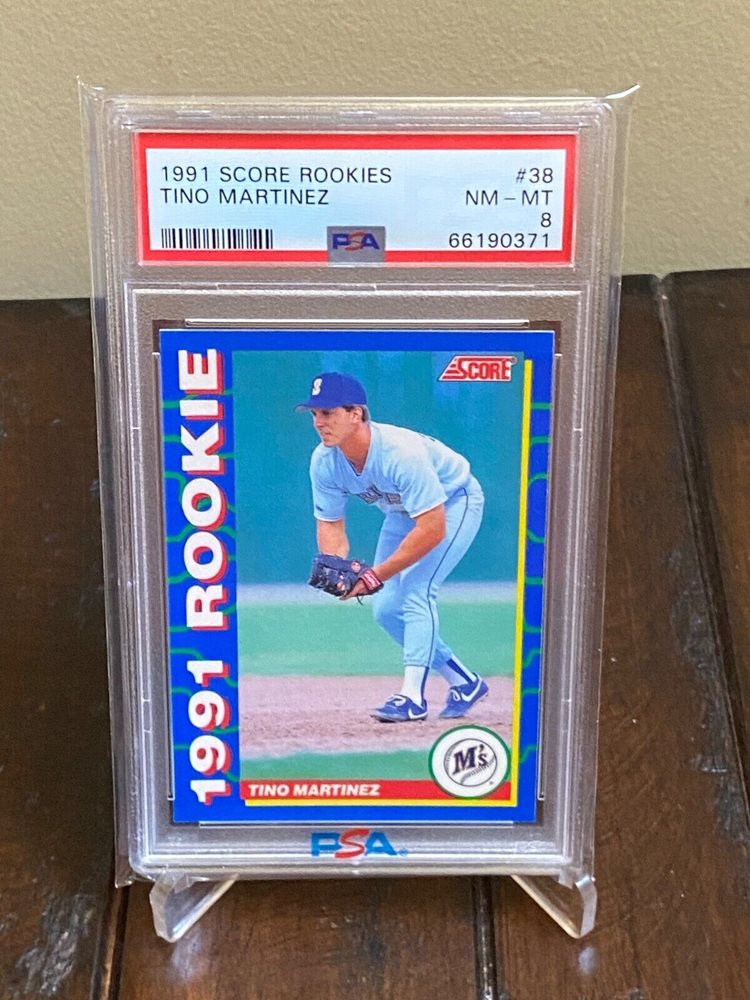 1991 SCORE ROOKIES #38
TINO MARTINEZ NM - MT
8
PSA 66190371
1991 ROOKIE
SCORE
S
M's
TINO MARTINEZ
PSA